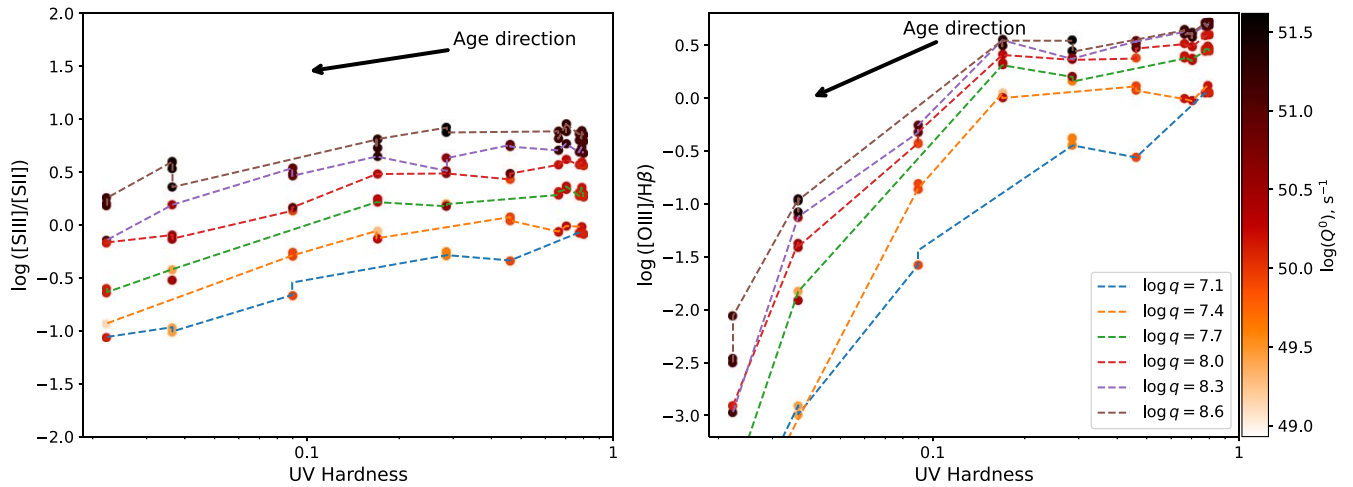 2.0
1.5
1.0
0.5
0.0
−0.5
−1.0
−1.5
−2.0
log ([SIII]/[SII])
Age direction
0.1
1
UV Hardness
0.5
0.0
−0.5
−1.0
−1.5
−2.0
−2.5
−3.0
log ([OIII]/Hβ)
Age direction
log q = 7.1
log q = 7.4
log q = 7.7
log q = 8.0
log q = 8.3
log q = 8.6
0.1
1
UV Hardness
51.5
51.0
50.5
50.0
49.5
49.0
log(Q⁰), s⁻¹